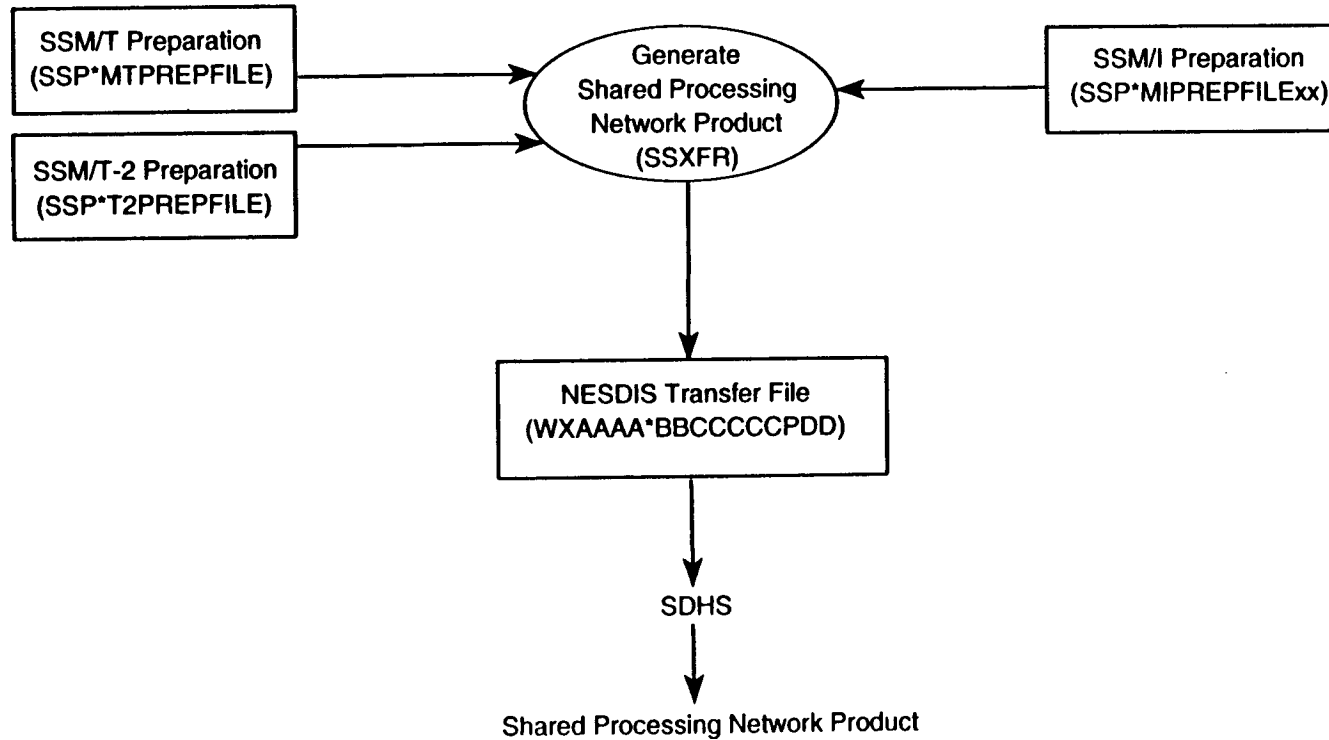 SSM/T Preparation
(SSP*MTPREPFILE)
SSM/T-2 Preparation
(SSP*T2PREPFILE)
Generate
Shared Processing
Network Product
(SSXFR)
SSM/I Preparation
(SSP*MIPREPFILExx)
NESDIS Transfer File
(WXAAAA*BBCCCCCPDD)
SDHS
Shared Processing Network Product